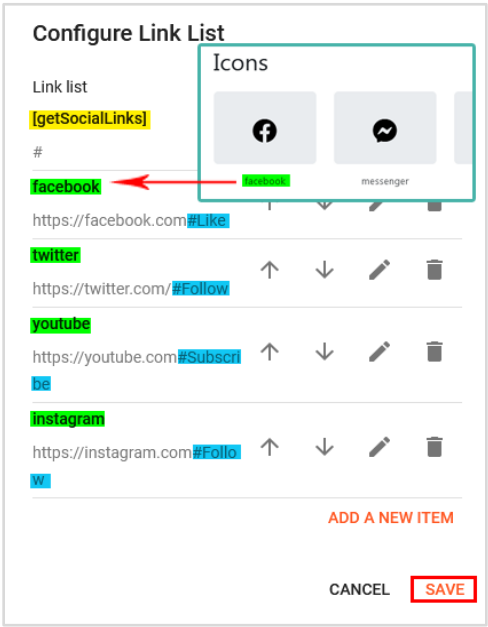 Configure Link List
Icons
Link list
[getSocialLinks]
#
facebook
messenger
facebook
https://facebook.com#Like
twitter
https://twitter.com/#Follow
youtube
https://youtube.com#Subscri
be
instagram
https://instagram.com#Follo
w
ADD A NEW ITEM
CANCEL
SAVE